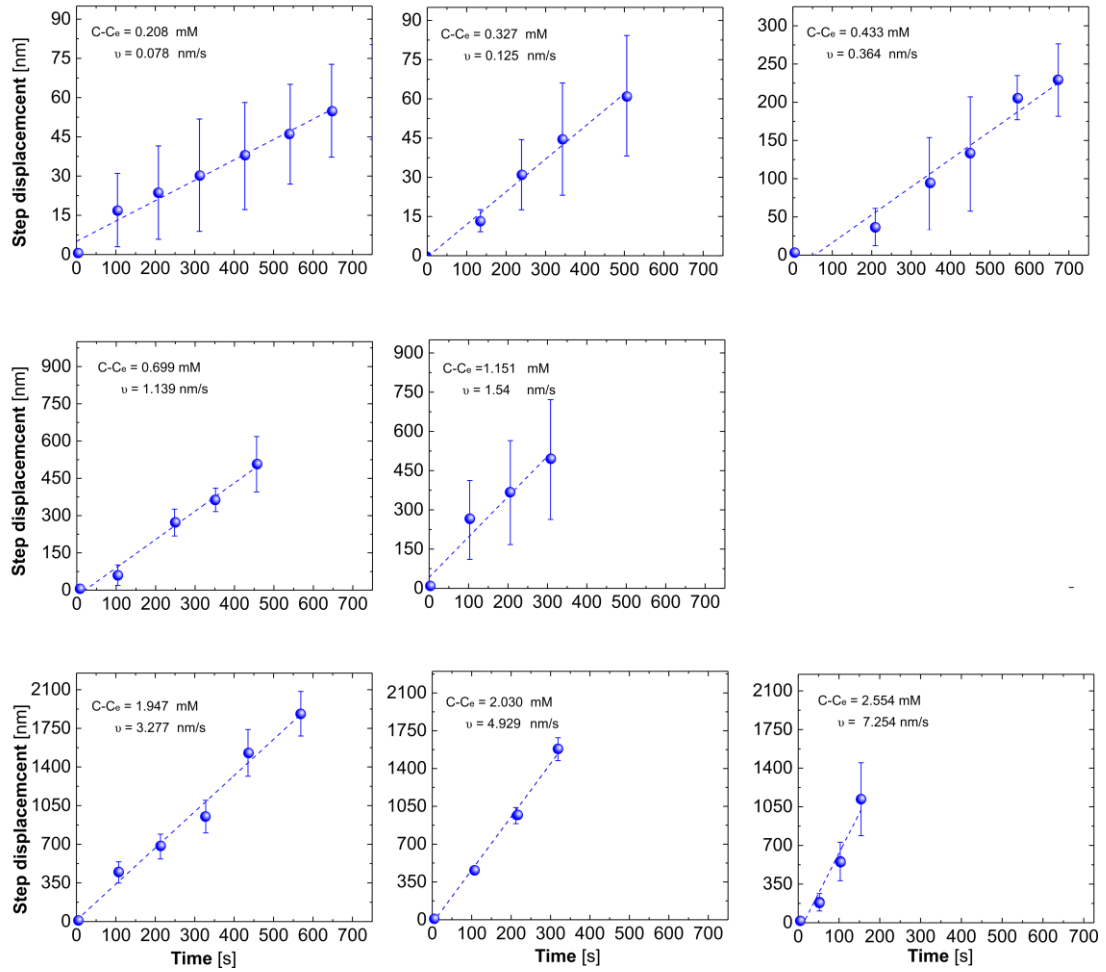 C-Ce = 0.208 mM
υ = 0.078 nm/s
Step displacemcent [nm]
90
75
60
45
30
15
0
0 100 200 300 400 500 600 700
C-Ce = 0.327 mM
υ = 0.125 nm/s
90
75
60
45
30
15
0
0 100 200 300 400 500 600 700
C-Ce = 0.433 mM
υ = 0.364 nm/s
300
250
200
150
100
50
0
0 100 200 300 400 500 600 700
C-Ce = 0.699 mM
υ = 1.139 nm/s
Step displacemcent [nm]
900
750
600
450
300
150
0
0 100 200 300 400 500 600 700
C-Ce =1.151 mM
υ = 1.54 nm/s
900
750
600
450
300
150
0
0 100 200 300 400 500 600 700
C-Ce = 1.947 mM
υ = 3.277 nm/s
Step displacemcent [nm]
2100
1750
1400
1050
700
350
0
0 100 200 300 400 500 600 700
Time [s]
C-Ce = 2.030 mM
υ = 4.929 nm/s
2100
1750
1400
1050
700
350
0
0 100 200 300 400 500 600 700
Time [s]
C-Ce = 2.554 mM
υ = 7.254 nm/s
2100
1750
1400
1050
700
350
0
0 100 200 300 400 500 600 700
Time [s]